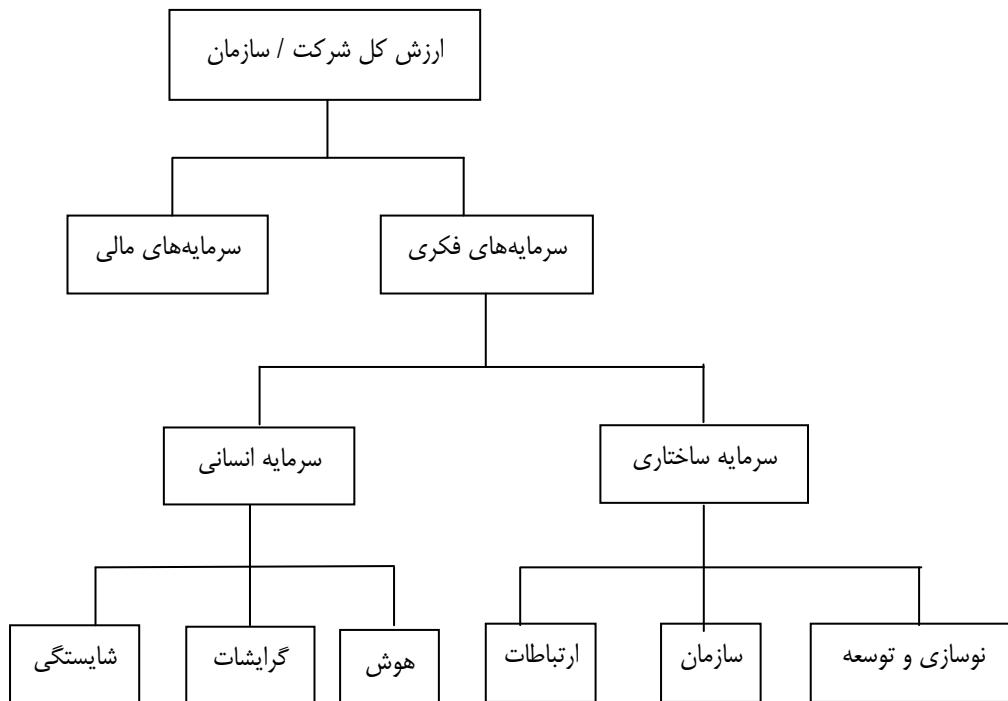 ارزش کل شرکت / سازمان
سرمایه‌های فکری
سرمایه‌های مالی
سرمایه ساختاری
سرمایه انسانی
نوسازی و توسعه
سازمان
ارتباطات
هوش
گرایشات
شایستگی